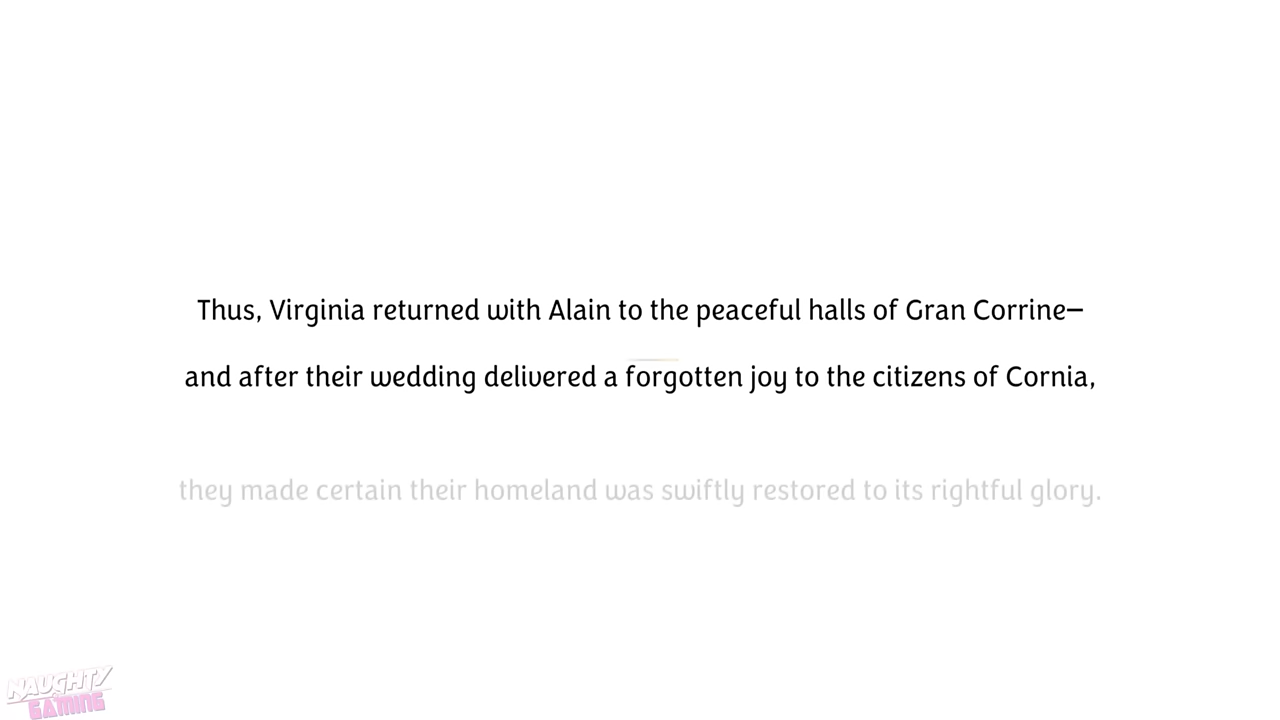 Thus, Virginia returned with Alain to the peaceful halls of Gran Corrine—
and after their wedding delivered a forgotten joy to the citizens of Cornia,
they made certain their homeland was swiftly restored to its rightful glory.
NAUGHTY
GAMING